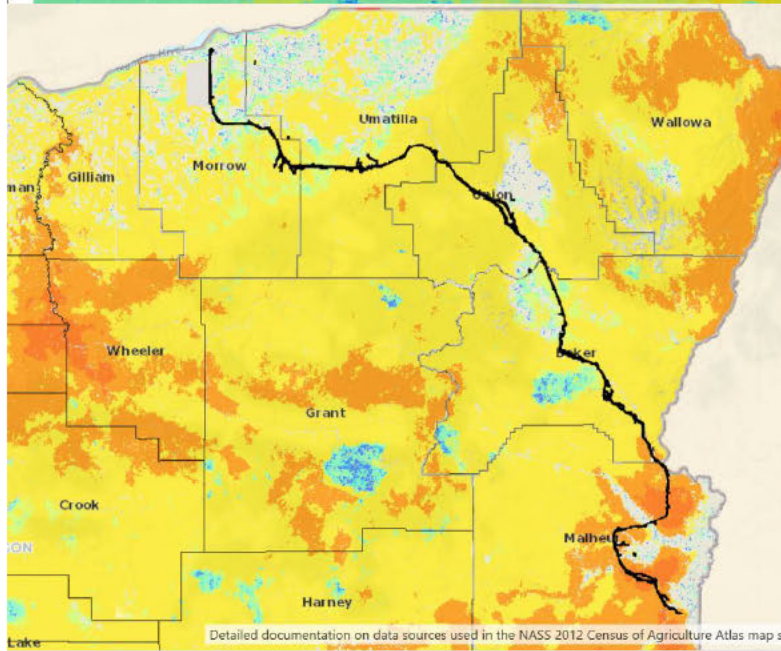 Umatilla
Wallowa
Morrow
Gilliam
man
Union
Wheeler
Baker
Grant
Crook
Malheur
SON
Harney
Lake
Detailed documentation on data sources used in the NASS 2012 Census of Agriculture Atlas map s